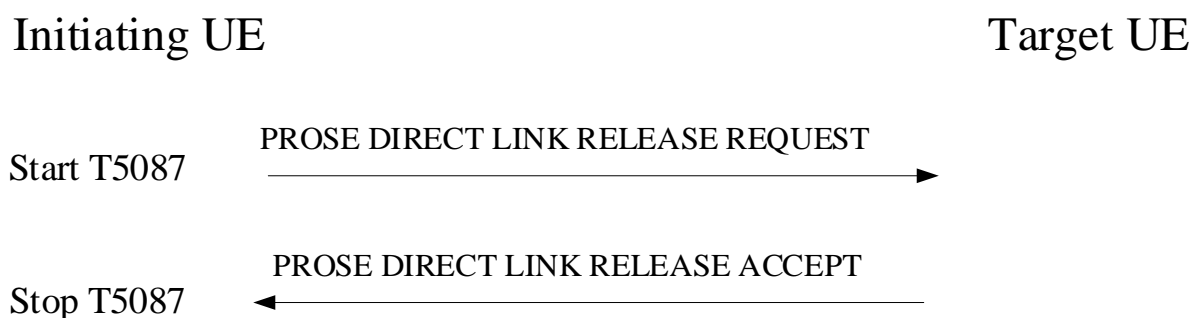 Initiating UE
Target UE
PROSE DIRECT LINK RELEASE REQUEST
Start T5087
PROSE DIRECT LINK RELEASE ACCEPT
Stop T5087